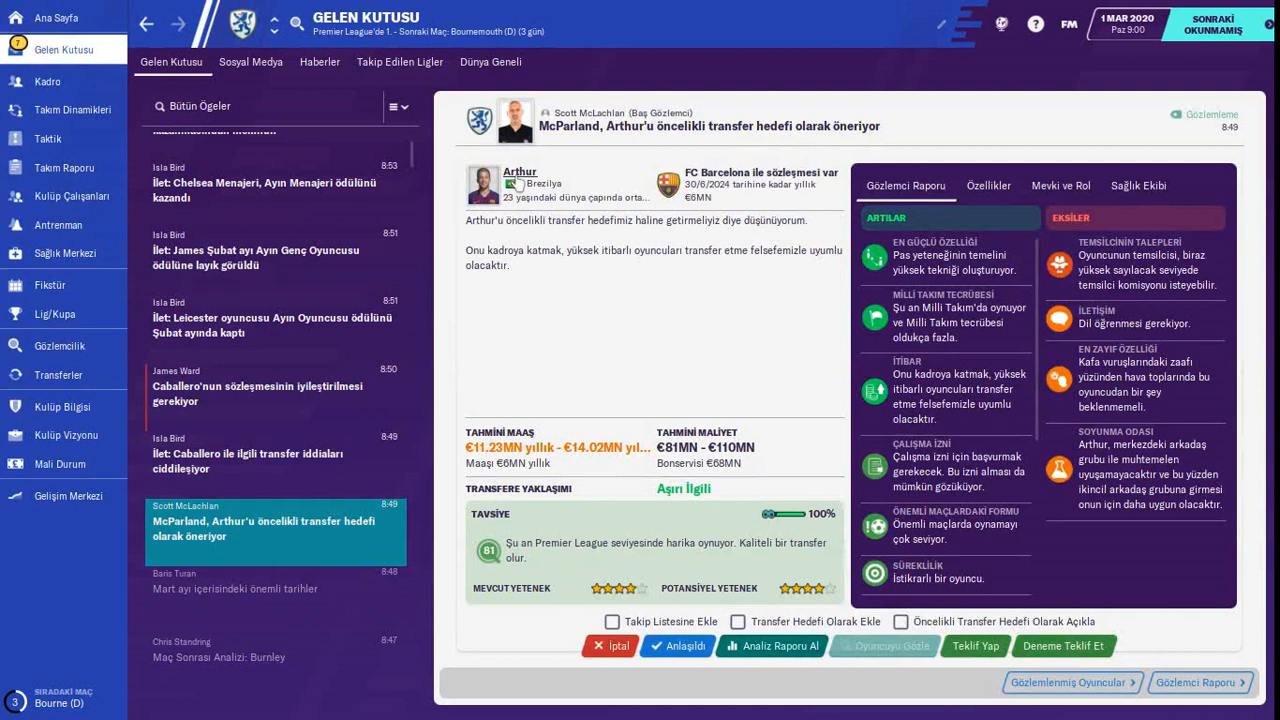 Ana Sayfa
7
Gelen Kutusu
Kadro
Takım Dinamikleri
Taktik
Takım Raporu
Kulüp Çalışanları
Antrenman
Sağlık Merkezi
Fikstür
Lig/Kupa
Gözlemcilik
Transferler
Kulüp Bilgisi
Kulüp Vizyonu
Mali Durum
Gelişim Merkezi
3
SIRADAKİ MAÇ
Bourne (D)
GELEN KUTUSU
Premier League'de 1. - Sonraki Maç: Bournemouth (D) (3 gün)
?
FM
1 MAR 2020
Paz 9:00
SONRAKİ
OKUNMAMIŞ
Gelen Kutusu
Sosyal Medya
Haberler
Takip Edilen Ligler
Dünya Geneli
Bütün Ögeler
Isla Bird 8:53
İlet: Chelsea Menajeri, Ayın Menajeri ödülünü
kazandı
Isla Bird 8:51
İlet: James Şubat ayı Ayın Genç Oyuncusu
ödülüne layık görüldü
Isla Bird 8:51
İlet: Leicester oyuncusu Ayın Oyuncusu ödülünü
Şubat ayında kaptı
James Ward 8:50
Caballero'nun sözleşmesinin iyileştirilmesi
gerekiyor
Isla Bird 8:49
İlet: Caballero ile ilgili transfer iddiaları
ciddileşiyor
Scott McLachlan 8:49
McParland, Arthur'u öncelikli transfer hedefi
olarak öneriyor
Baris Turan 8:48
Mart ayı içerisindeki önemli tarihler
Chris Standring 8:47
Maç Sonrası Analizi: Burnley
Scott McLachlan (Baş Gözlemci)
McParland, Arthur'u öncelikli transfer hedefi olarak öneriyor
Gözlemleme
8:49
Arthur
Brezilya
23 yaşındaki dünya çapında orta...
FC Barcelona ile sözleşmesi var
30/6/2024 tarihine kadar yıllık
€6MN
Arthur'u öncelikli transfer hedefimiz haline getirmeliyiz diye düşünüyorum.
Onu kadroya katmak, yüksek itibarlı oyuncuları transfer etme felsefemizle uyumlu
olacaktır.
TAHMİNİ MAAŞ
€11.23MN yıllık - €14.02MN yıl...
Maaşı €6MN yıllık
TAHMİNİ MALİYET
€81MN - €110MN
Bonservisi €68MN
TRANSFERE YAKLAŞIMI
Aşırı İlgili
TAVSİYE
100%
81
Şu an Premier League seviyesinde harika oynuyor. Kaliteli bir transfer
olur.
MEVCUT YETENEK
POTANSİYEL YETENEK
Gözlemci Raporu
Özellikler
Mevki ve Rol
Sağlık Ekibi
ARTILAR
EN GÜÇLÜ ÖZELLİĞİ
Pas yeteneğinin temelini
yüksek tekniği oluşturuyor.
MİLLİ TAKIM TECRÜBESİ
Şu an Milli Takım'da oynuyor
ve Milli Takım tecrübesi
oldukça fazla.
İTİBAR
Onu kadroya katmak, yüksek
itibarlı oyuncuları transfer
etme felsefemizle uyumlu
olacaktır.
ÇALIŞMA İZNİ
Çalışma izni için başvurmak
gerekecek. Bu izni alması da
mümkün gözüküyor.
ÖNEMLİ MAÇLARDAKİ FORMU
Önemli maçlarda oynamayı
çok seviyor.
SÜREKLİLİK
İstikrarlı bir oyuncu.
EKSİLER
TEMSİLCİNİN TALEPLERİ
Oyuncunun temsilcisi, biraz
yüksek sayılacak seviyede
temsilci komisyonu isteyebilir.
İLETİŞİM
Dil öğrenmesi gerekiyor.
EN ZAYIF ÖZELLİĞİ
Kafa vuruşlarındaki zaafı
yüzünden hava toplarında bu
oyuncudan bir şey
beklenmemeli.
SOYUNMA ODASI
Arthur, merkezdeki arkadaş
grubu ile muhtemelen
uyuşamayacaktır ve bu yüzden
ikincil arkadaş grubuna girmesi
onun için daha uygun olacaktır.
Takip Listesine Ekle
Transfer Hedefi Olarak Ekle
Öncelikli Transfer Hedefi Olarak Açıkla
İptal
Anlaşıldı
Analiz Raporu Al
Oyuncuyu Gözle
Teklif Yap
Deneme Teklif Et
Gözlemlenmiş Oyuncular
Gözlemci Raporu